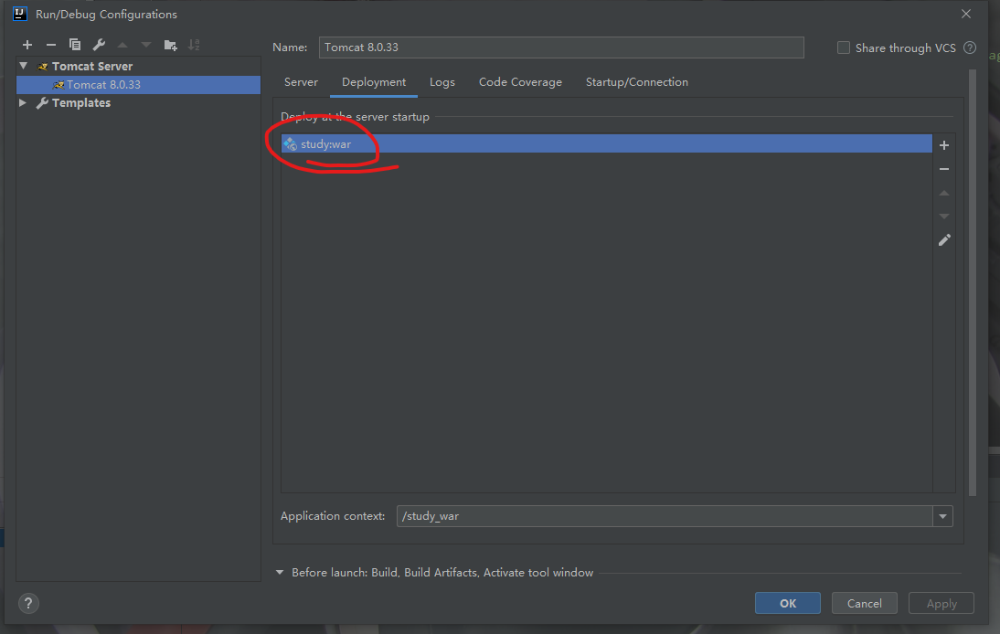 Run/Debug Configurations
Name: Tomcat 8.0.33 Share through VCS ?
Tomcat Server
Tomcat 8.0.33
Templates
Server Deployment Logs Code Coverage Startup/Connection
Deploy at the server startup
study:war
Application context: /study_war
Before launch: Build, Build Artifacts, Activate tool window
? OK Cancel Apply